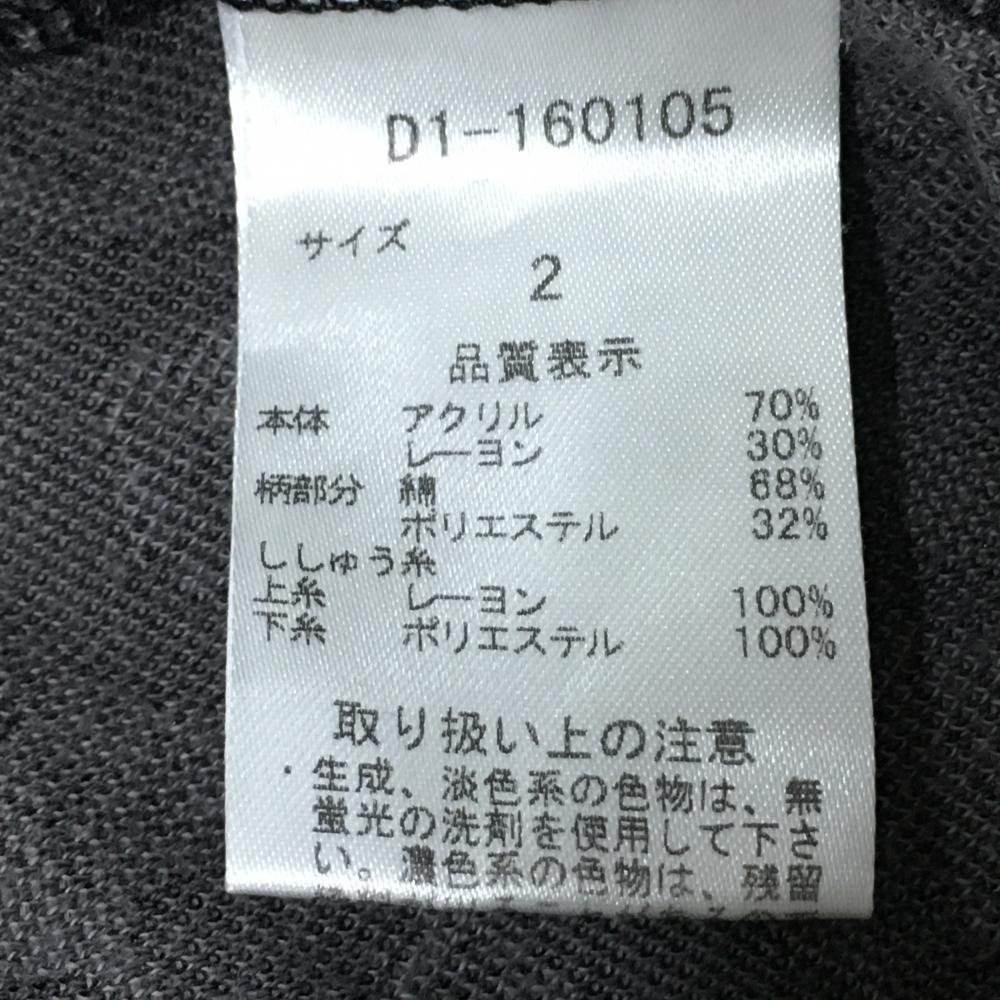 D1-160105
サイズ
2
品質表示
本体 アクリル 70%
レーヨン 30%
柄部分 綿 68%
ポリエステル 32%
ししゅう糸
上糸 レーヨン 100%
下糸 ポリエステル 100%
取り扱い上の注意
・生成、淡色系の色物は、無
蛍光の洗剤を使用して下さ
い。濃色系の色物は、残留